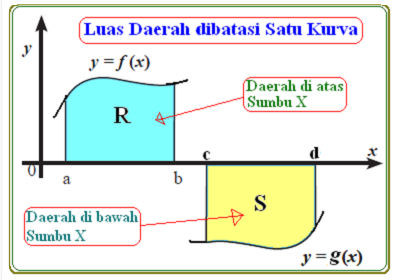 Luas Daerah dibatasi Satu Kurva
y
y = f (x)
Daerah di atas
Sumbu X
R
c
d
x
0
a
b
S
Daerah di bawah
Sumbu X
y = g(x)